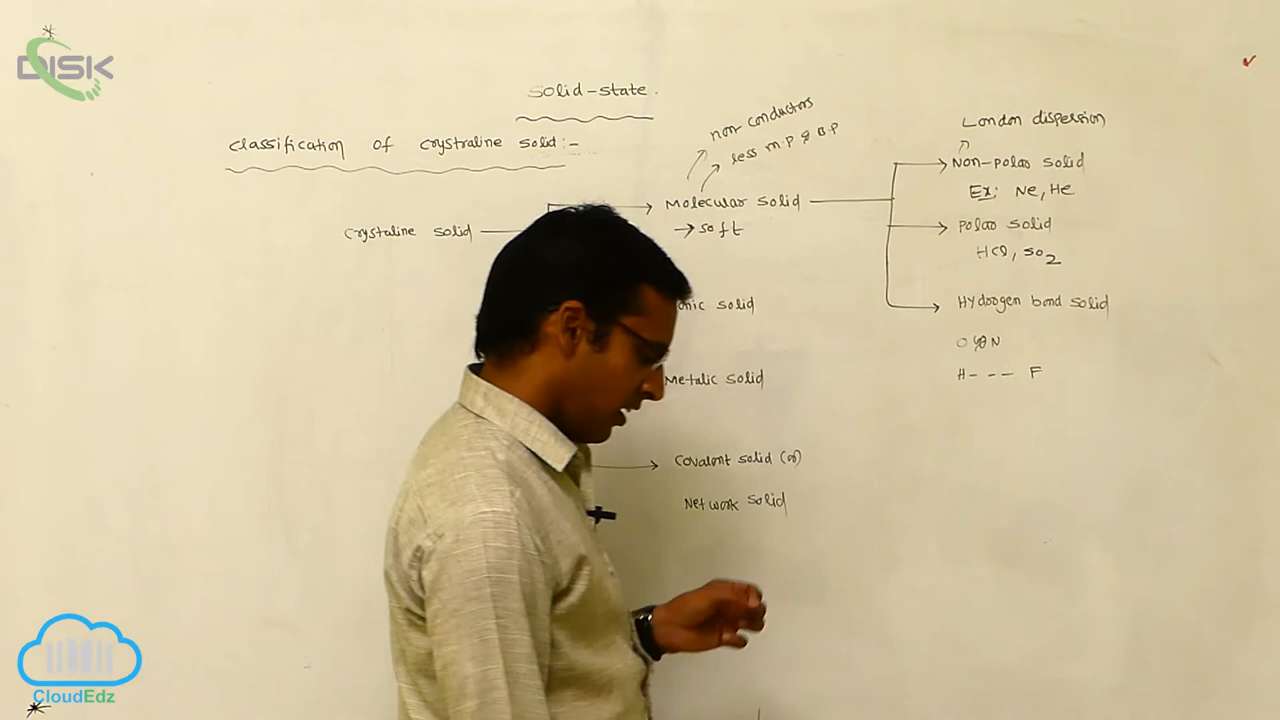 DISK
Solid-state.
classification of crystraline solid:-
non conductors
less m.p & B.P
London dispersion
Non-polar solid
Ex: Ne, He
Molecular solid
→ soft
crystaline solid
polar solid
HCl, SO2
onic solid
Hydrogen bond solid
H- - - F
Metalic solid
covalent solid (or)
Network solid
CloudEdz